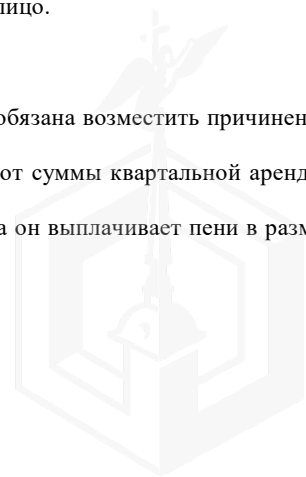 лицо.
обязана возместить причинен
от суммы квартальной аренд
а он выплачивает пени в разм